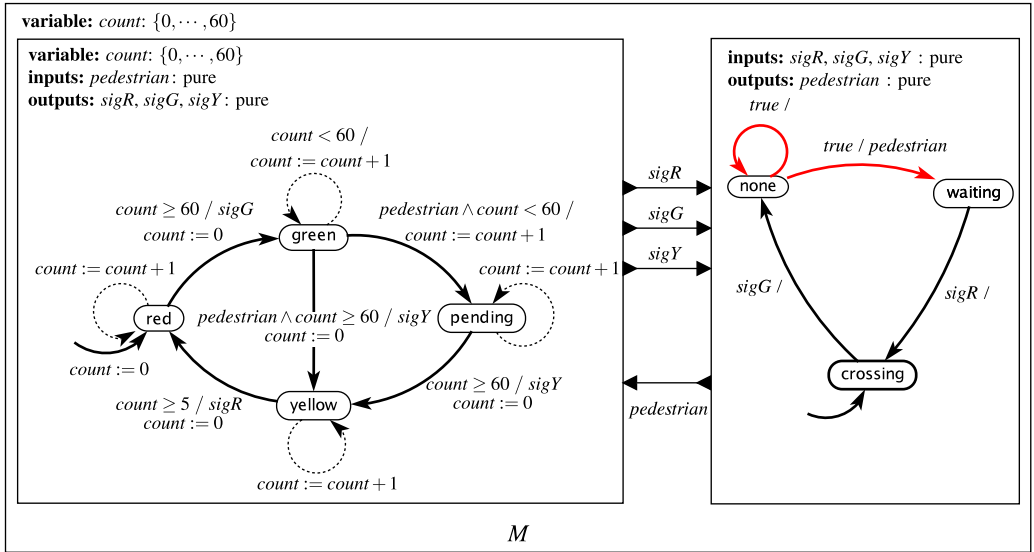 variable: count: {0, ··· , 60}
variable: count: {0, ··· , 60}
inputs: pedestrian: pure
outputs: sigR, sigG, sigY: pure
count < 60 /
count := count + 1
count ≥ 60 / sigG
count := 0
green
pedestrian ∧ count < 60 /
count := count + 1
count := count + 1
red
count := 0
pedestrian ∧ count ≥ 60 / sigY
count := 0
count := count + 1
pending
count ≥ 5 / sigR
count := 0
yellow
count ≥ 60 / sigY
count := 0
count := count + 1
sigR
sigG
sigY
pedestrian
inputs: sigR, sigG, sigY : pure
outputs: pedestrian : pure
true /
true / pedestrian
none
waiting
sigG /
sigR /
crossing
M